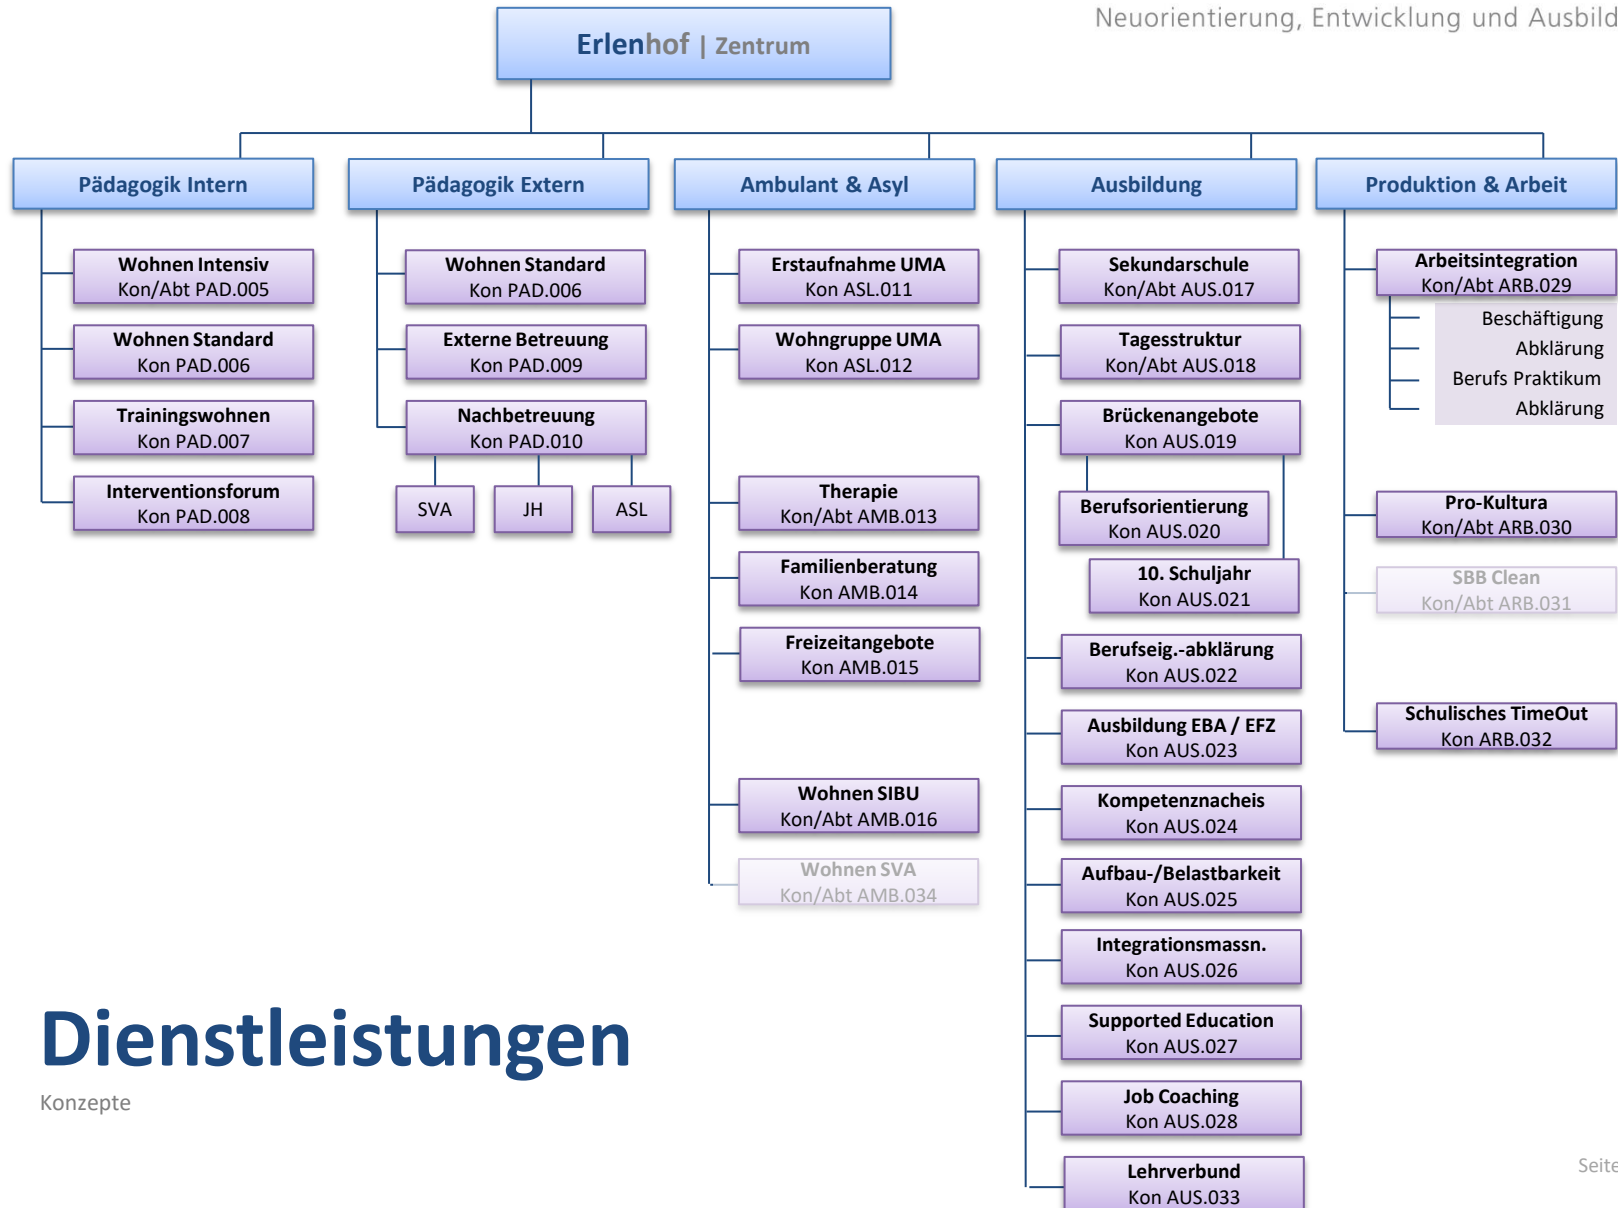 Neuorientierung, Entwicklung und Ausbild
Erlenhof | Zentrum
Pädagogik Intern
Wohnen Intensiv
Kon/Abt PAD.005
Wohnen Standard
Kon PAD.006
Trainingswohnen
Kon PAD.007
Interventionsforum
Kon PAD.008
Pädagogik Extern
Wohnen Standard
Kon PAD.006
Externe Betreuung
Kon PAD.009
Nachbetreuung
Kon PAD.010
SVA
JH
ASL
Ambulant & Asyl
Erstaufnahme UMA
Kon ASL.011
Wohngruppe UMA
Kon ASL.012
Therapie
Kon/Abt AMB.013
Familienberatung
Kon AMB.014
Freizeitangebote
Kon AMB.015
Wohnen SIBU
Kon/Abt AMB.016
Wohnen SVA
Kon/Abt AMB.034
Ausbildung
Sekundarschule
Kon/Abt AUS.017
Tagesstruktur
Kon/Abt AUS.018
Brückenangebote
Kon AUS.019
Berufsorientierung
Kon AUS.020
10. Schuljahr
Kon AUS.021
Berufseig.-abklärung
Kon AUS.022
Ausbildung EBA / EFZ
Kon AUS.023
Kompetenznacheis
Kon AUS.024
Aufbau-/Belastbarkeit
Kon AUS.025
Integrationsmassn.
Kon AUS.026
Supported Education
Kon AUS.027
Job Coaching
Kon AUS.028
Lehrverbund
Kon AUS.033
Produktion & Arbeit
Arbeitsintegration
Kon/Abt ARB.029
Beschäftigung
Abklärung
Berufs Praktikum
Abklärung
Pro-Kultura
Kon/Abt ARB.030
SBB Clean
Kon/Abt ARB.031
Schulisches TimeOut
Kon ARB.032
Dienstleistungen
Konzepte
Seite